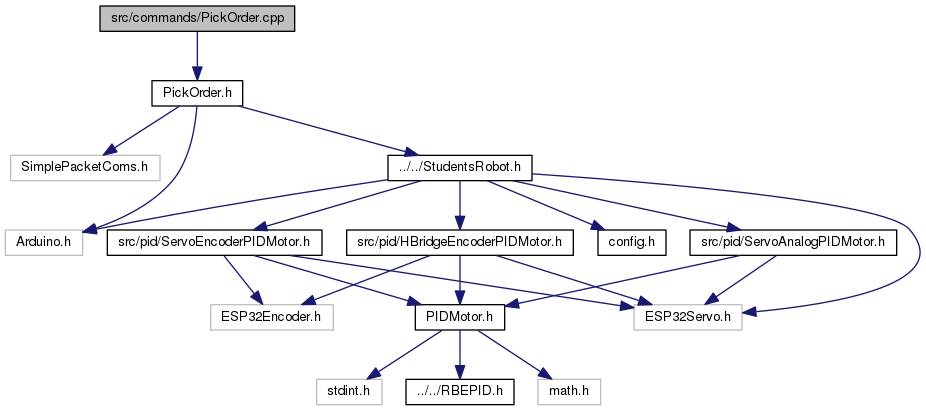 src/commands/PickOrder.cpp
PickOrder.h
SimplePacketComs.h
../../StudentsRobot.h
Arduino.h
src/pid/ServoEncoderPIDMotor.h
src/pid/HBridgeEncoderPIDMotor.h
config.h
src/pid/ServoAnalogPIDMotor.h
ESP32Encoder.h
PIDMotor.h
ESP32Servo.h
stdint.h
../../RBEPID.h
math.h